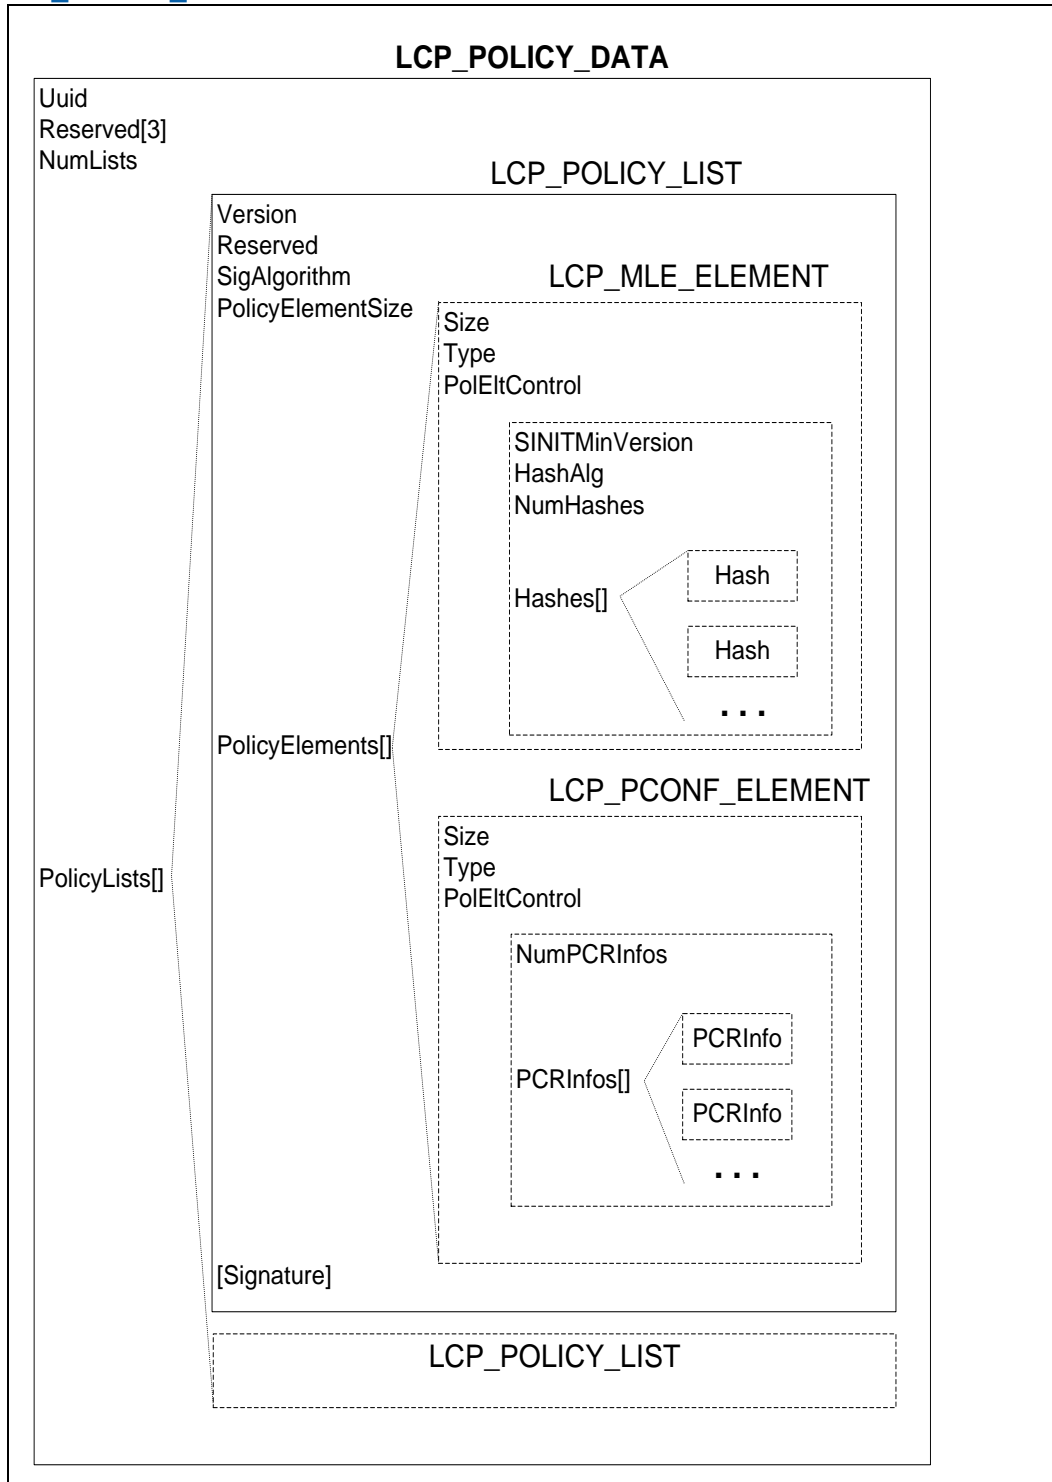 LCP_POLICY_DATA
Uuid
Reserved[3]
NumLists
LCP_POLICY_LIST
Version
Reserved
SigAlgorithm
PolicyElementSize
LCP_MLE_ELEMENT
Size
Type
PolEltControl
SINITMinVersion
HashAlg
NumHashes
Hash
Hashes[]
Hash
. . .
PolicyElements[]
LCP_PCONF_ELEMENT
Size
Type
PolEltControl
PolicyLists[]
NumPCRInfos
PCRInfo
PCRInfos[]
PCRInfo
. . .
[Signature]
LCP_POLICY_LIST